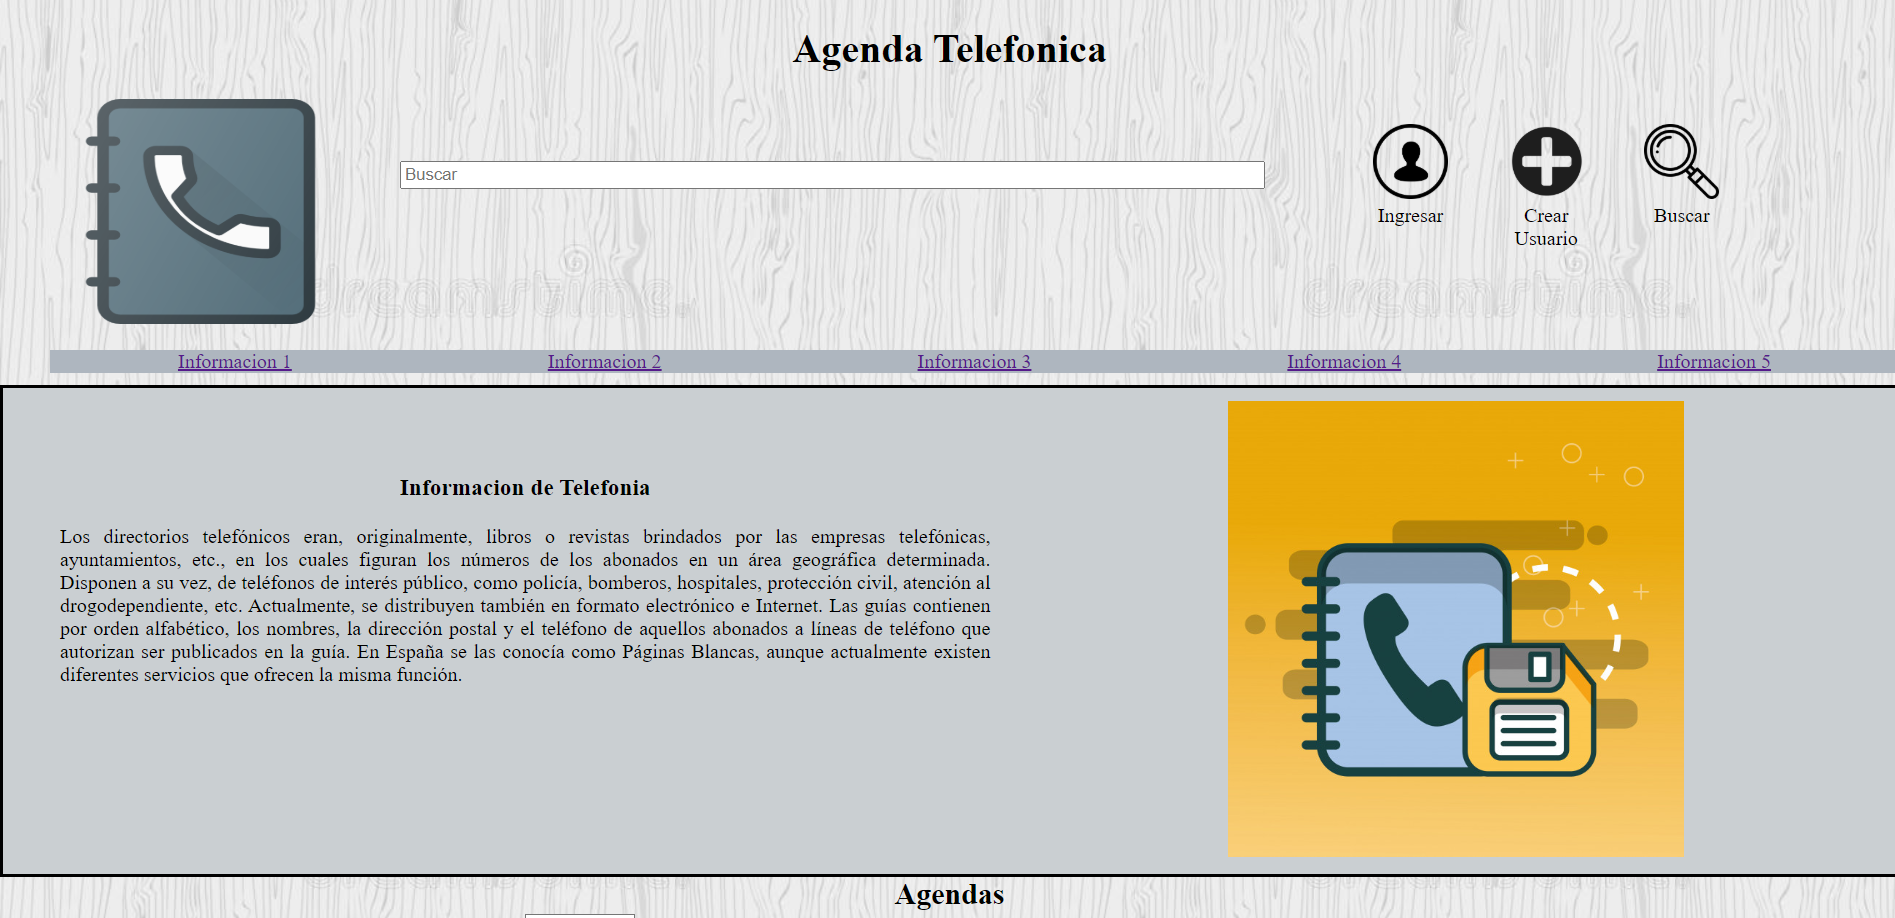 Agenda Telefonica
Buscar
Ingresar
Crear
Usuario
Buscar
dreamstime.
dreamstime.
Informacion 1
Informacion 2
Informacion 3
Informacion 4
Informacion 5
Informacion de Telefonia
Los directorios telefónicos eran, originalmente, libros o revistas brindados por las empresas telefónicas,
ayuntamientos, etc., en los cuales figuran los números de los abonados en un área geográfica determinada.
Disponen a su vez, de teléfonos de interés público, como policía, bomberos, hospitales, protección civil, atención al
drogodependiente, etc. Actualmente, se distribuyen también en formato electrónico e Internet. Las guías contienen
por orden alfabético, los nombres, la dirección postal y el teléfono de aquellos abonados a líneas de teléfono que
autorizan ser publicados en la guía. En España se las conocía como Páginas Blancas, aunque actualmente existen
diferentes servicios que ofrecen la misma función.
Agendas